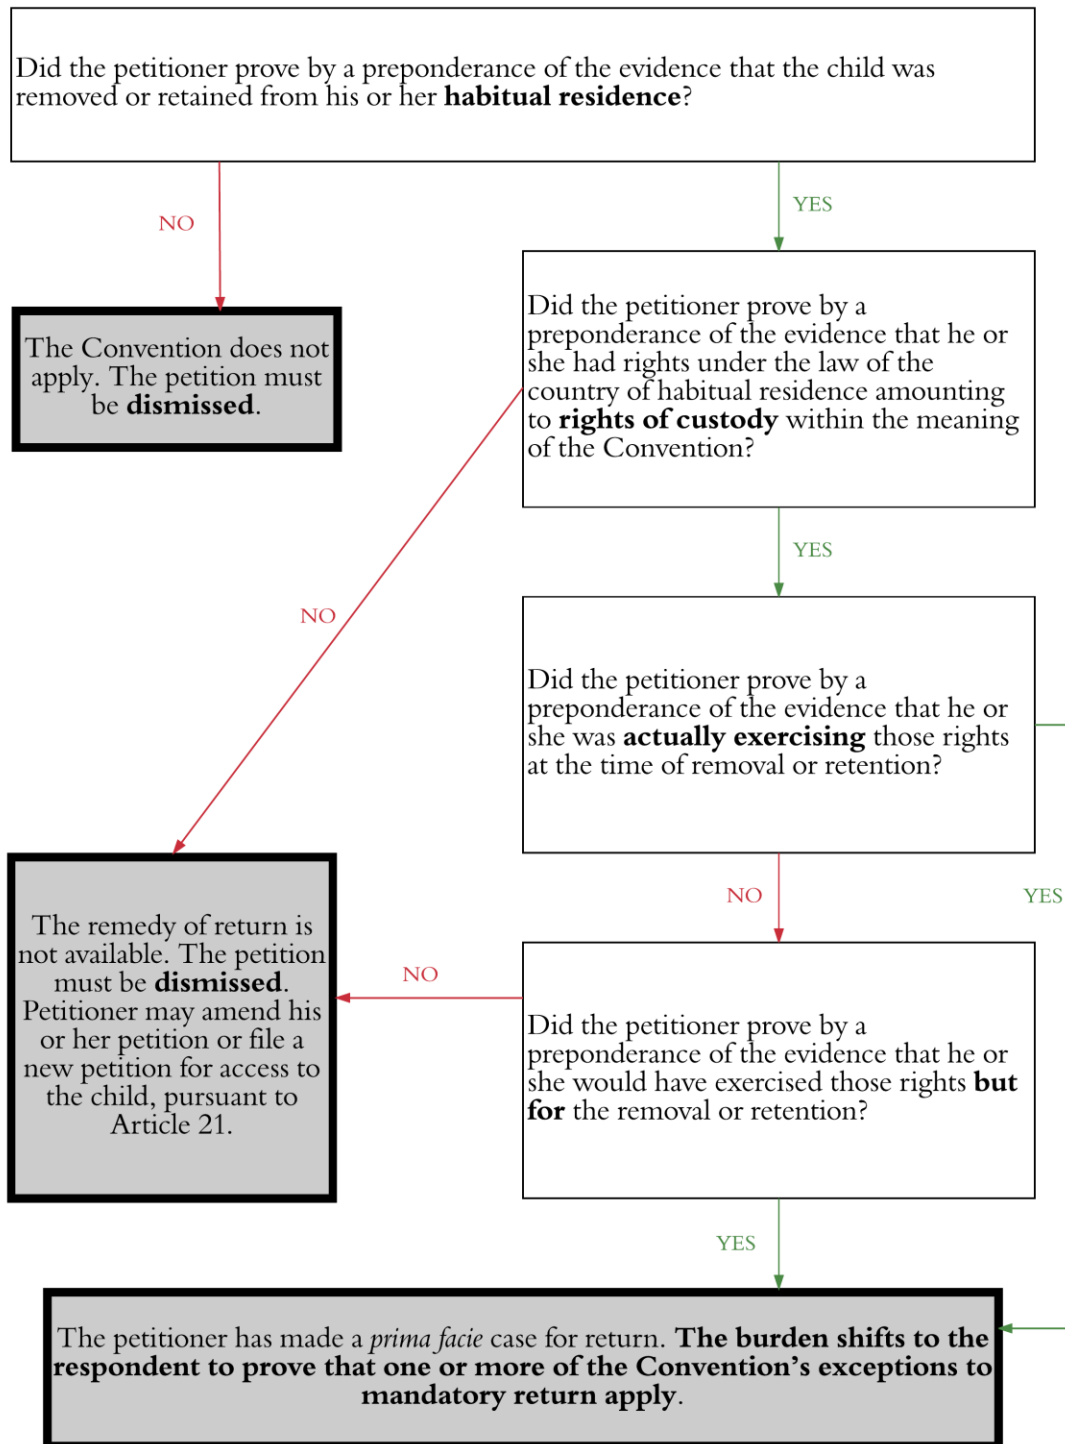 Did the petitioner prove by a preponderance of the evidence that the child was
removed or retained from his or her habitual residence?
NO
YES
The Convention does not
apply. The petition must
be dismissed.
Did the petitioner prove by a
preponderance of the evidence that he or
she had rights under the law of the
country of habitual residence amounting
to rights of custody within the meaning
of the Convention?
YES
NO
Did the petitioner prove by a
preponderance of the evidence that he or
she was actually exercising those rights
at the time of removal or retention?
NO
YES
The remedy of return is
not available. The petition
must be dismissed.
Petitioner may amend his
or her petition or file a
new petition for access to
the child, pursuant to
Article 21.
NO
Did the petitioner prove by a
preponderance of the evidence that he or
she would have exercised those rights but
for the removal or retention?
YES
The petitioner has made a prima facie case for return. The burden shifts to the
respondent to prove that one or more of the Convention’s exceptions to
mandatory return apply.